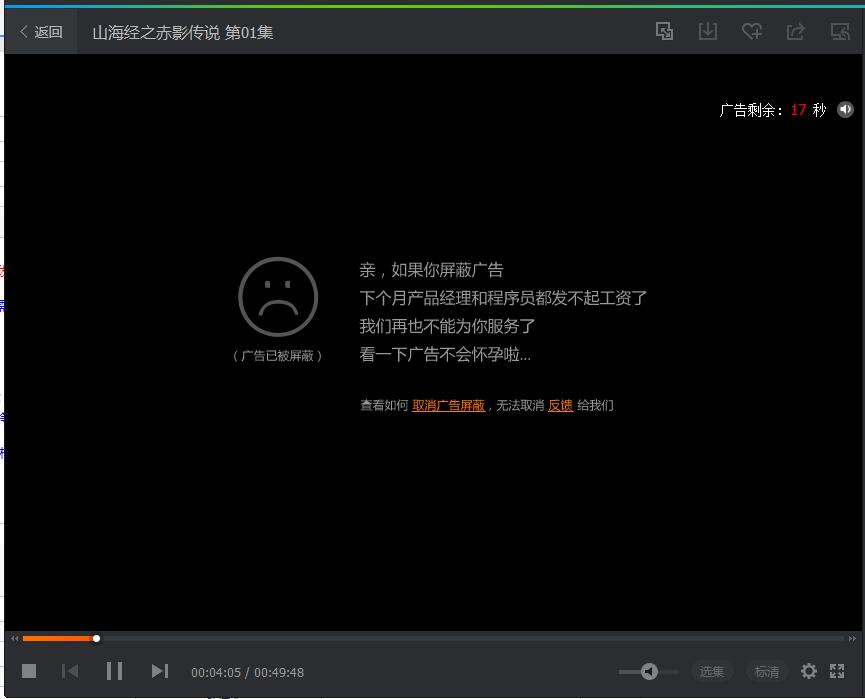 返回
山海经之赤影传说 第01集
广告剩余：17 秒
亲，如果你屏蔽广告
下个月产品经理和程序员都发不起工资了
我们再也不能为你服务了
看一下广告不会怀孕啦...
（广告已被屏蔽）
查看如何 取消广告屏蔽，无法取消 反馈 给我们
00:04:05 / 00:49:48
选集
标清